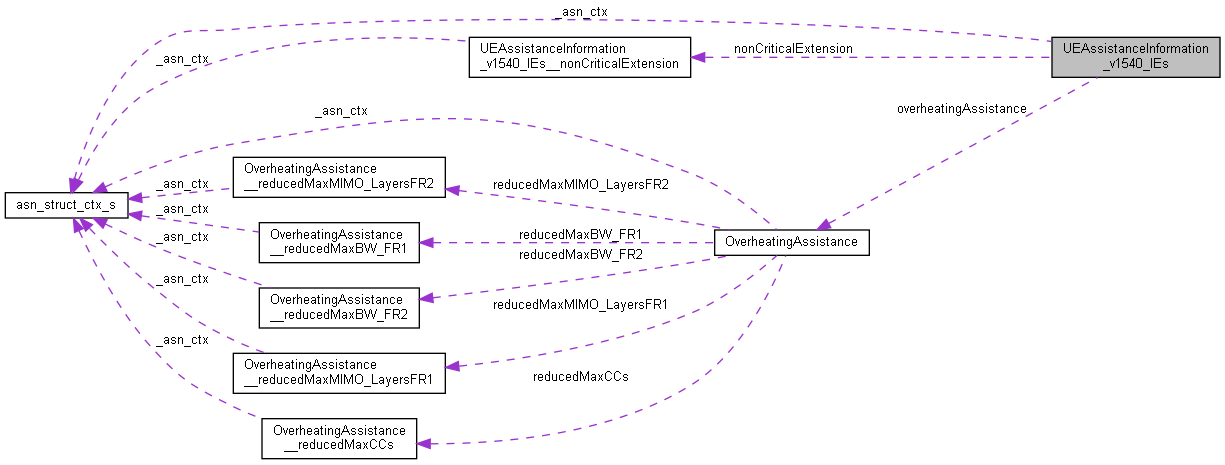 _asn_ctx
UEAssistanceInformation
_v1540_IEs__nonCriticalExtension
nonCriticalExtension
UEAssistanceInformation
_v1540_IEs
_asn_ctx
overheatingAssistance
_asn_ctx
OverheatingAssistance
__reducedMaxMIMO_LayersFR2
_asn_ctx
reducedMaxMIMO_LayersFR2
asn_struct_ctx_s
_asn_ctx
OverheatingAssistance
__reducedMaxBW_FR1
reducedMaxBW_FR1
OverheatingAssistance
_asn_ctx
reducedMaxBW_FR2
OverheatingAssistance
__reducedMaxBW_FR2
_asn_ctx
reducedMaxMIMO_LayersFR1
OverheatingAssistance
__reducedMaxMIMO_LayersFR1
_asn_ctx
reducedMaxCCs
OverheatingAssistance
__reducedMaxCCs